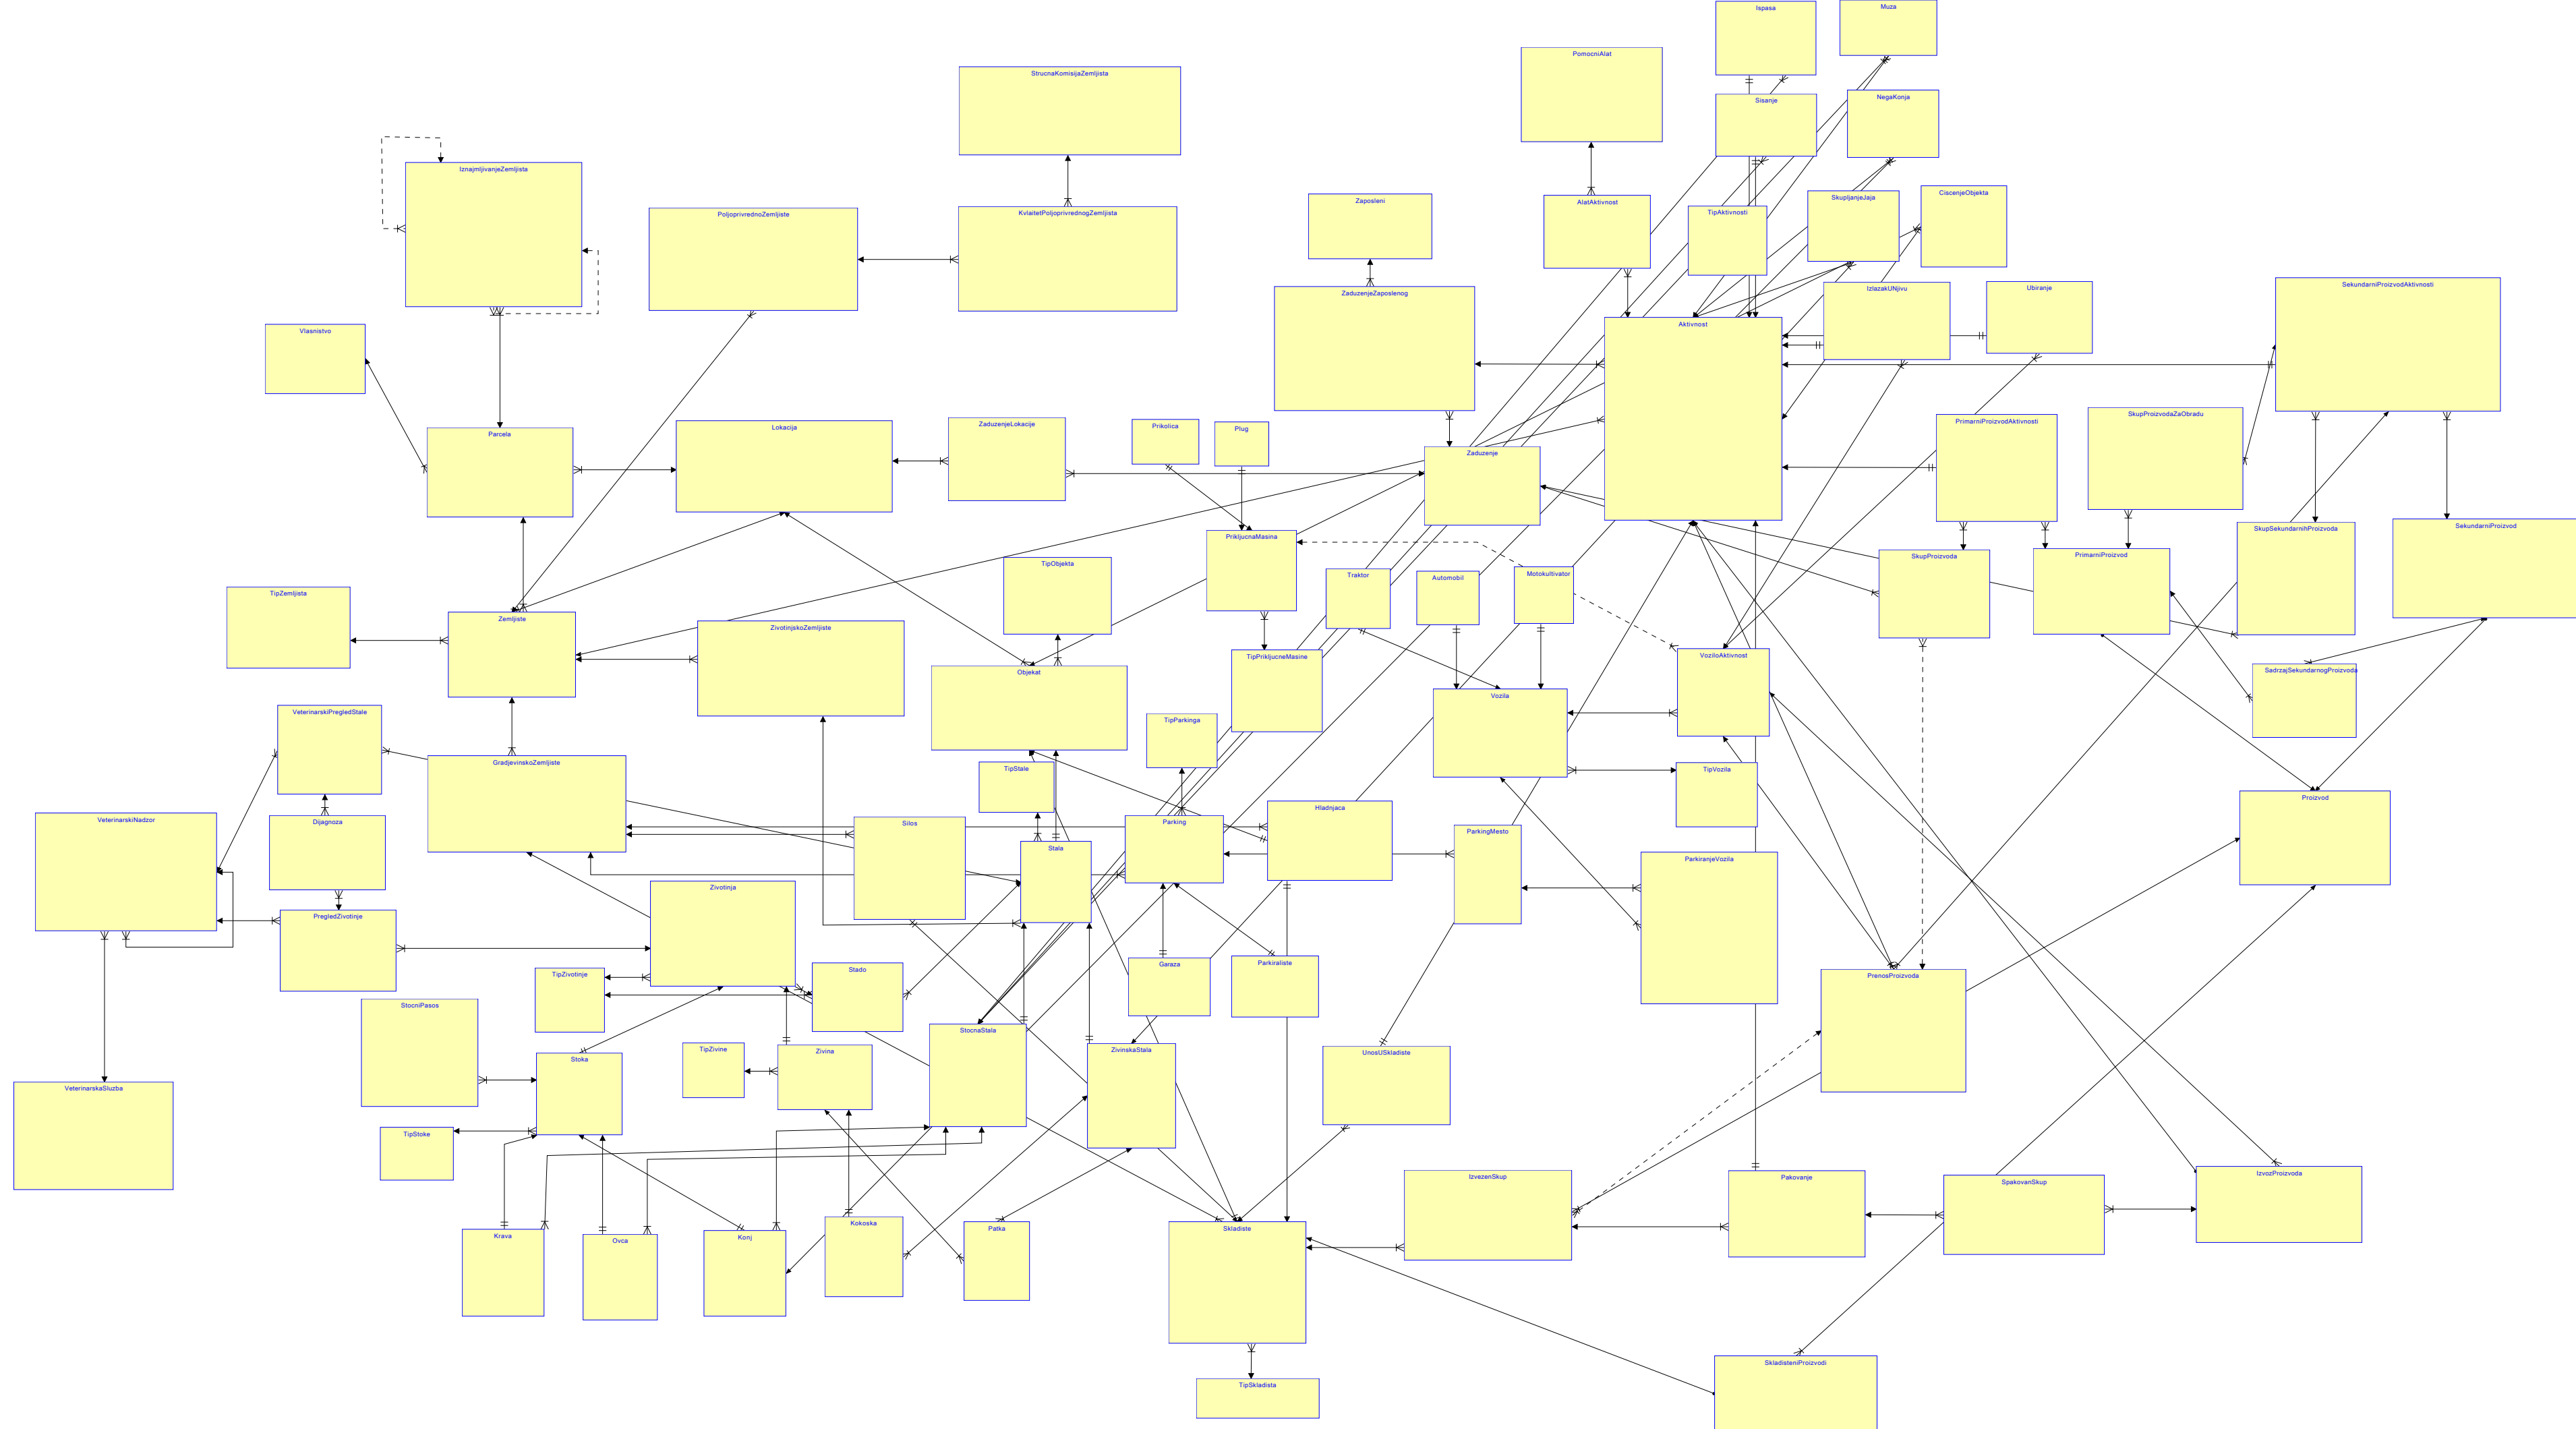 Ispasa
Muza
PomocniAlat
StrucnaKomisijaZemljista
Sisanje
NegaKonja
IznajmljivanjeZemljista
PoljoprivrednoZemljiste
KvlaitetPoljoprivrednogZemljista
Zaposleni
AlatAktivnost
TipAktivnosti
SkupljanjeJaja
CiscenjeObjekta
ZaduzenjeZaposlenog
IzlazakUNjivu
Ubiranje
SekundarniProizvodAktivnosti
Vlasnistvo
Aktivnost
Parcela
Lokacija
ZaduzenjeLokacije
Prikolica
Plug
Zaduzenje
PrimarniProizvodAktivnosti
SkupProizvodaZaObradu
PrikljucnaMasina
SkupSekundarnihProizvoda
SekundarniProizvod
TipZemljista
Zemljiste
ZivotinjskoZemljiste
TipObjekta
Traktor
Automobil
Motokultivator
SkupProizvoda
PrimarniProizvod
Objekat
TipPrikljucneMasine
VoziloAktivnost
SadrzajSekundarnogProizvoda
VeterinarskiPregledStale
GradjevinskoZemljiste
TipStale
TipParkinga
Vozila
TipVozila
VeterinarskiNadzor
Dijagnoza
Silos
Stala
Parking
Hladnjaca
ParkingMesto
ParkiranjeVozila
Proizvod
PregledZivotinje
Zivotinja
TipZivotinje
Stado
Garaza
Parkiraliste
PrenosProizvoda
StocniPasos
Stoka
TipZivine
Zivina
StocnaStala
ZivinskaStala
UnosUSkladiste
VeterinarskaSluzba
TipStoke
Krava
Ovca
Konj
Kokoska
Patka
Skladiste
IzvezenSkup
Pakovanje
SpakovanSkup
IzvozProizvoda
SkladisteniProizvodi
TipSkladista